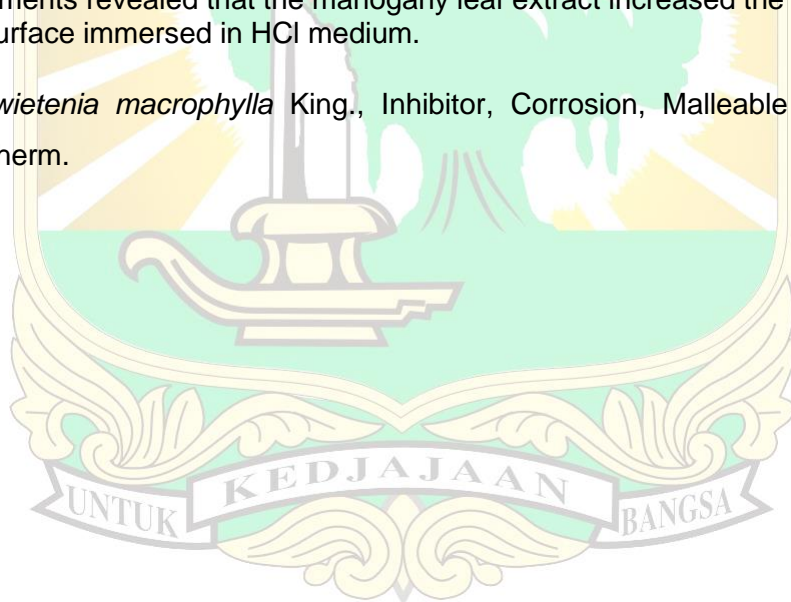 ments revealed that the mahogany leaf extract increased the
urface immersed in HCl medium.
wietenia macrophylla King., Inhibitor, Corrosion, Malleable
herm.
UNTUK KEDJAJAAN BANGSA